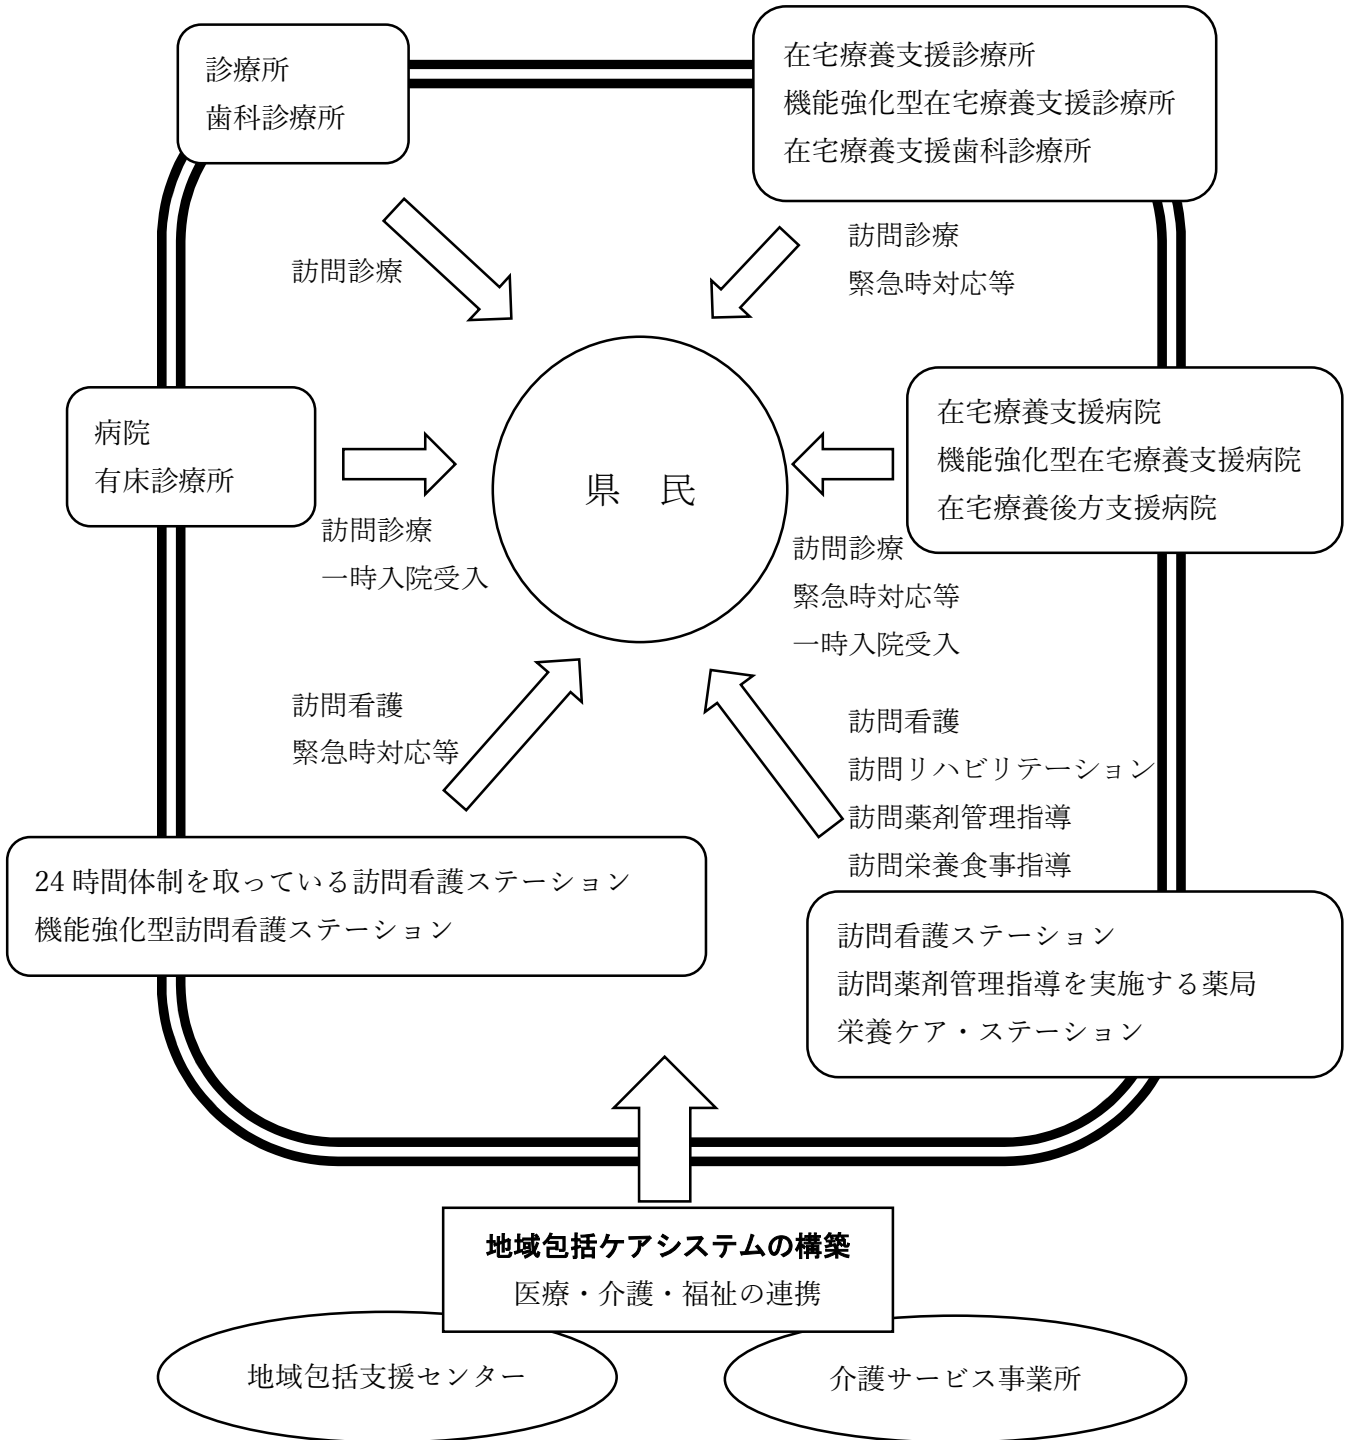 診療所
歯科診療所
在宅療養支援診療所
機能強化型在宅療養支援診療所
在宅療養支援歯科診療所
訪問診療
訪問診療
緊急時対応等
病院
有床診療所
県　民
在宅療養支援病院
機能強化型在宅療養支援病院
在宅療養後方支援病院
訪問診療
一時入院受入
訪問診療
緊急時対応等
一時入院受入
訪問看護
緊急時対応等
訪問看護
訪問リハビリテーション
訪問薬剤管理指導
訪問栄養食事指導
24 時間体制を取っている訪問看護ステーション
機能強化型訪問看護ステーション
訪問看護ステーション
訪問薬剤管理指導を実施する薬局
栄養ケア・ステーション
地域包括ケアシステムの構築
医療・介護・福祉の連携
地域包括支援センター
介護サービス事業所